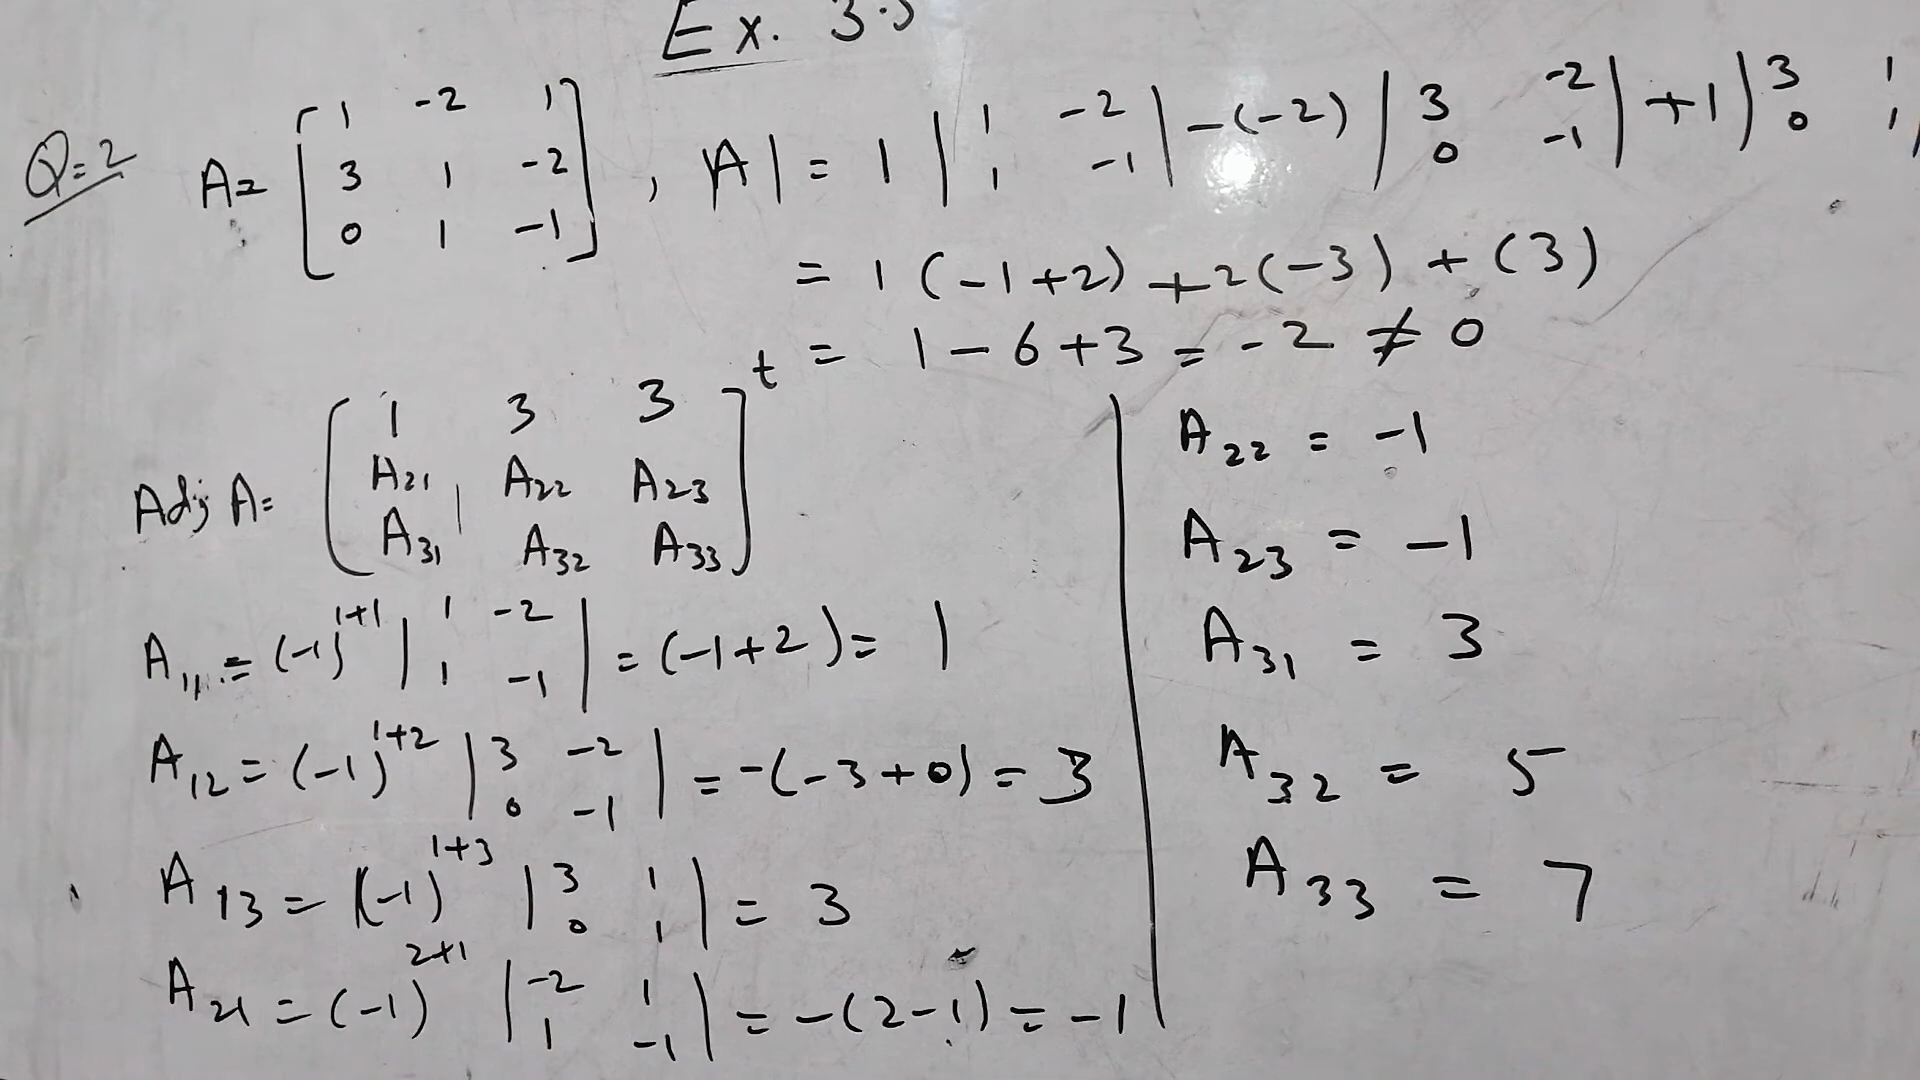 Ex. 3.5
Q=2 A= [1 -2 1; 3 1 -2; 0 1 -1] , |A| = 1 |1 -2; 1 -1| -(-2) |3 -2; 0 -1| +1 |3 1; 0 1|
= 1 (-1+2) +2(-3) + (3)
= 1-6+3 = -2 ≠ 0
Adj A= [1 3 3; A21 A22 A23; A31 A32 A33]^t
A11 = (-1)^1+1 |1 -2; 1 -1| = (-1+2) = 1
A12 = (-1)^1+2 |3 -2; 0 -1| = -(-3+0) = 3
A13 = (-1)^1+3 |3 1; 0 1| = 3
A21 = (-1)^2+1 |-2 1; 1 -1| = -(2-1) = -1
A22 = -1
A23 = -1
A31 = 3
A32 = 5
A33 = 7